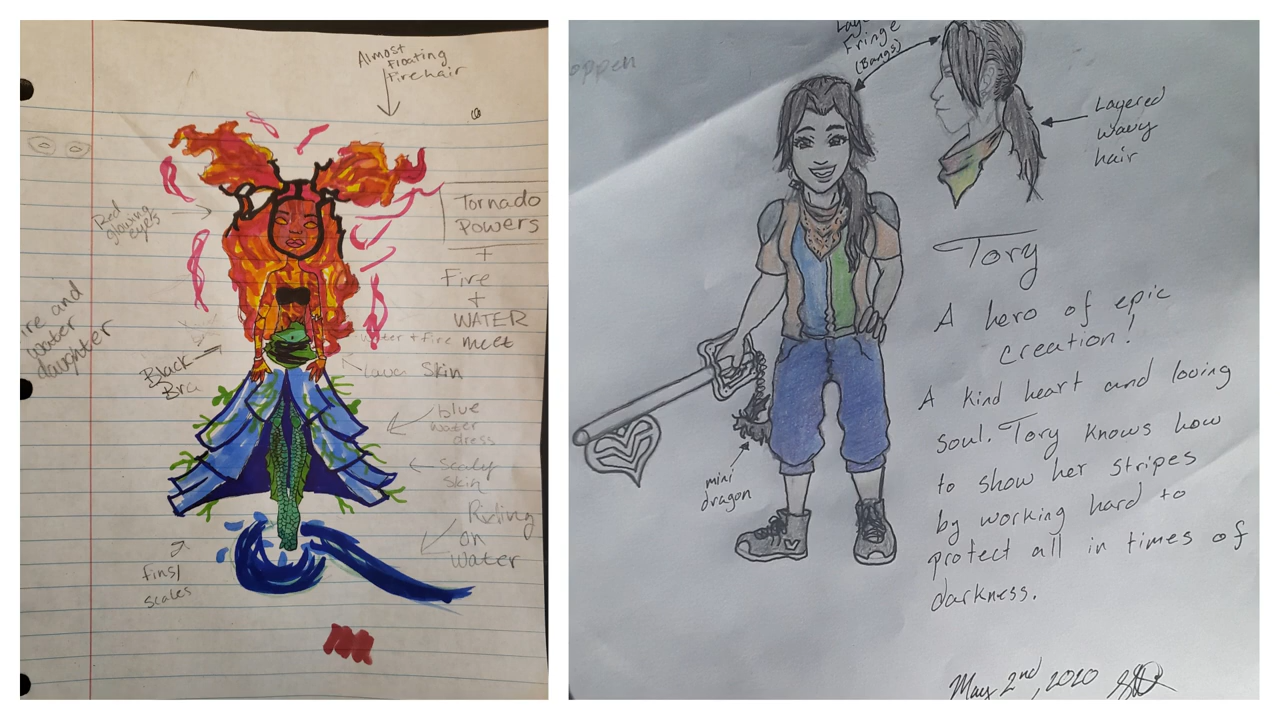 Almost
Floating
Fire hair
Red
glowing
eyes
Tornado
Powers
+
Fire
+
WATER
water + Fire meet
Fire and
water
daughter
Black
Bra
Lava Skin
blue
water
dress
Scaly
Skin
Riding
on
Water
fins/
scales
Fringe
(Bangs)
Layered
wavy
hair
mini
dragon
Tory
A hero of epic
creation!
A kind heart and loving
soul. Tory knows how
to show her stripes
by working hard to
protect all in times of
darkness.
May 2nd, 2020